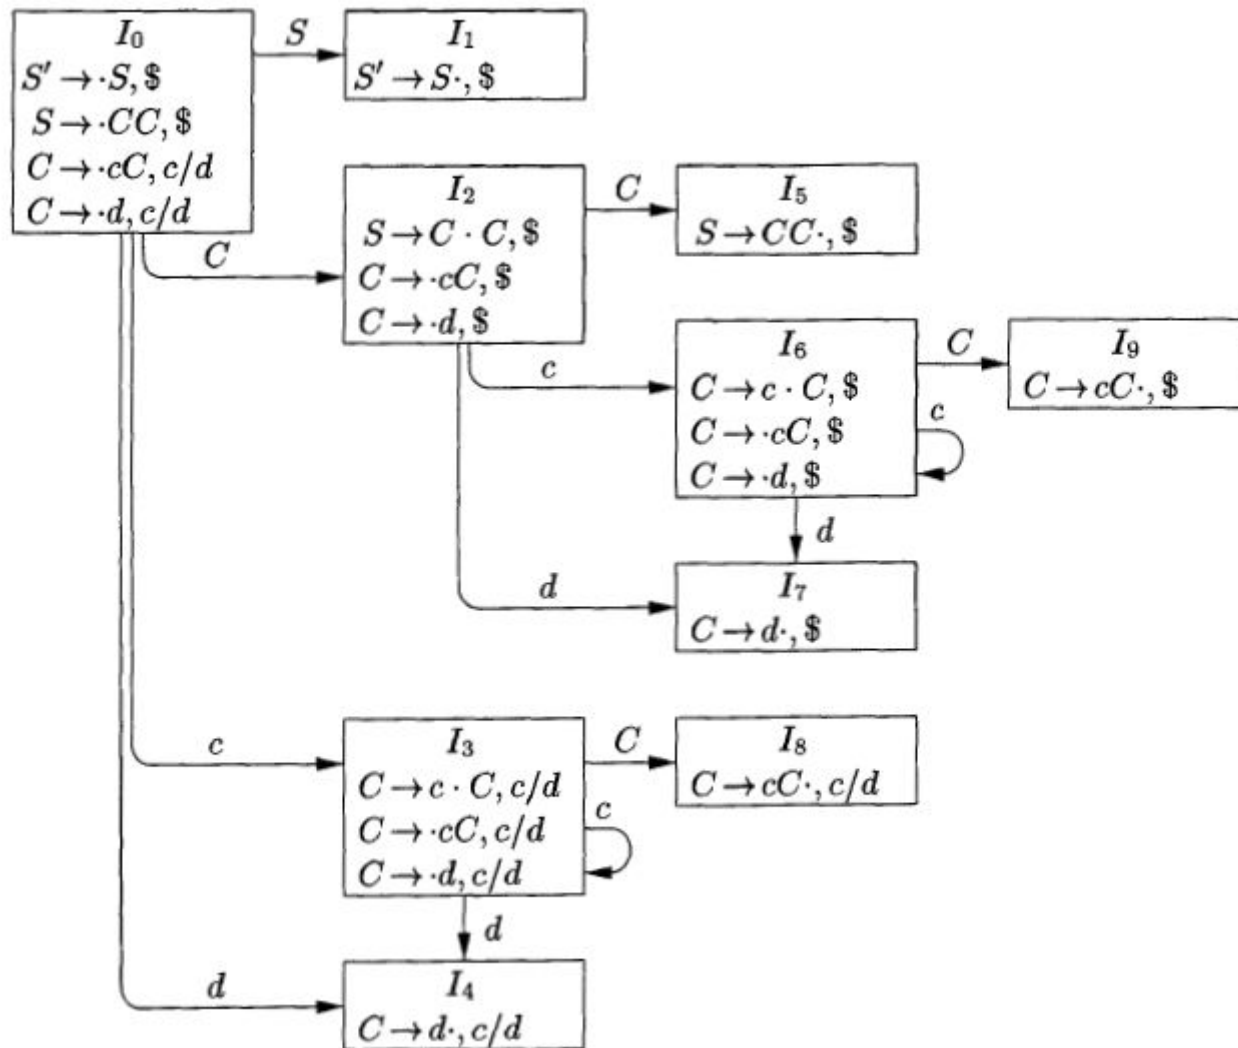 I₀
S′ → ·S, $
S → ·CC, $
C → ·cC, c/d
C → ·d, c/d
S
I₁
S′ → S·, $
C
I₂
S → C · C, $
C → ·cC, $
C → ·d, $
C
I₅
S → CC·, $
c
I₆
C → c · C, $
C → ·cC, $
C → ·d, $
C
I₉
C → cC·, $
c
d
d
I₇
C → d·, $
c
I₃
C → c · C, c/d
C → ·cC, c/d
C → ·d, c/d
C
I₈
C → cC·, c/d
c
d
d
I₄
C → d·, c/d